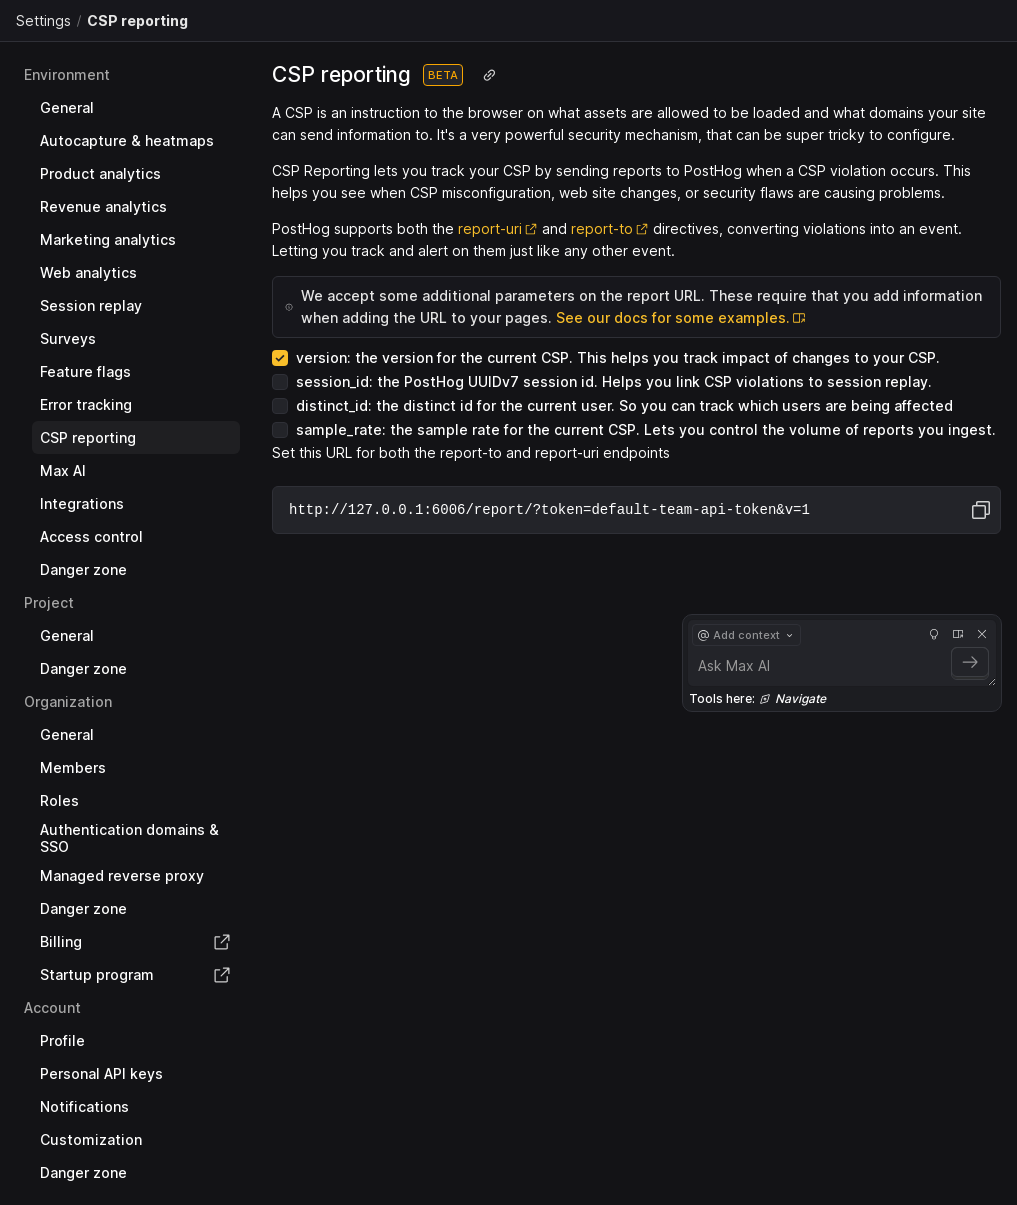 Settings / CSP reporting
Environment
General
Autocapture & heatmaps
Product analytics
Revenue analytics
Marketing analytics
Web analytics
Session replay
Surveys
Feature flags
Error tracking
CSP reporting
Max AI
Integrations
Access control
Danger zone
Project
General
Danger zone
Organization
General
Members
Roles
Authentication domains &
SSO
Managed reverse proxy
Danger zone
Billing
Startup program
Account
Profile
Personal API keys
Notifications
Customization
Danger zone
CSP reporting BETA
A CSP is an instruction to the browser on what assets are allowed to be loaded and what domains your site
can send information to. It's a very powerful security mechanism, that can be super tricky to configure.
CSP Reporting lets you track your CSP by sending reports to PostHog when a CSP violation occurs. This
helps you see when CSP misconfiguration, web site changes, or security flaws are causing problems.
PostHog supports both the report-uri and report-to directives, converting violations into an event.
Letting you track and alert on them just like any other event.
We accept some additional parameters on the report URL. These require that you add information
when adding the URL to your pages. See our docs for some examples.
version: the version for the current CSP. This helps you track impact of changes to your CSP.
session_id: the PostHog UUIDv7 session id. Helps you link CSP violations to session replay.
distinct_id: the distinct id for the current user. So you can track which users are being affected
sample_rate: the sample rate for the current CSP. Lets you control the volume of reports you ingest.
Set this URL for both the report-to and report-uri endpoints
http://127.0.0.1:6006/report/?token=default-team-api-token&v=1
@ Add context
Ask Max AI
Tools here: Navigate